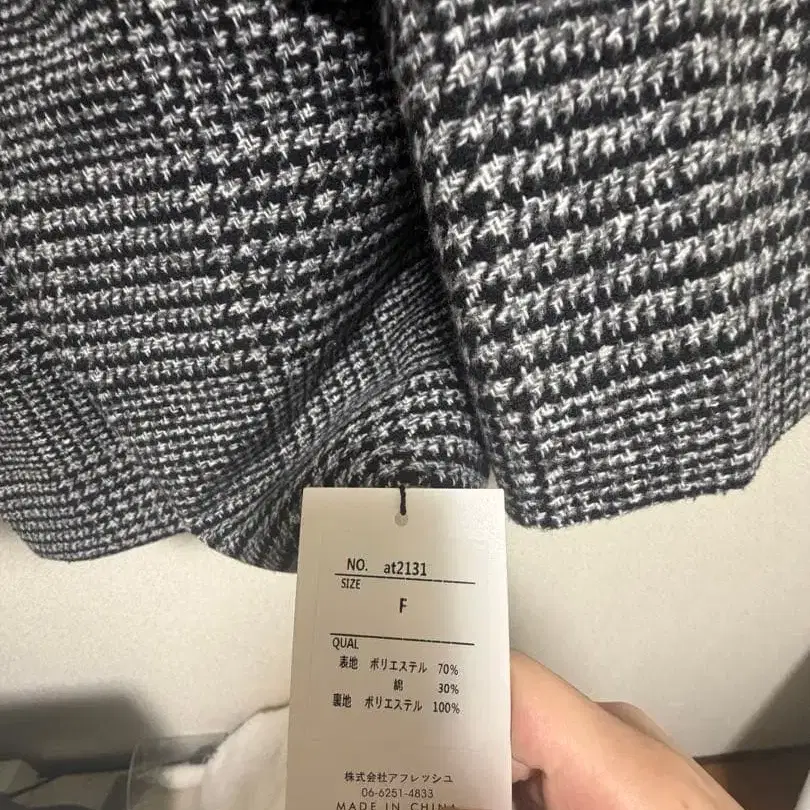 NO. at2131
SIZE
F
QUAL
表地 ポリエステル 70%
綿 30%
裏地 ポリエステル 100%
株式会社アフレッシユ
06-6251-4833
MADE IN CHINA